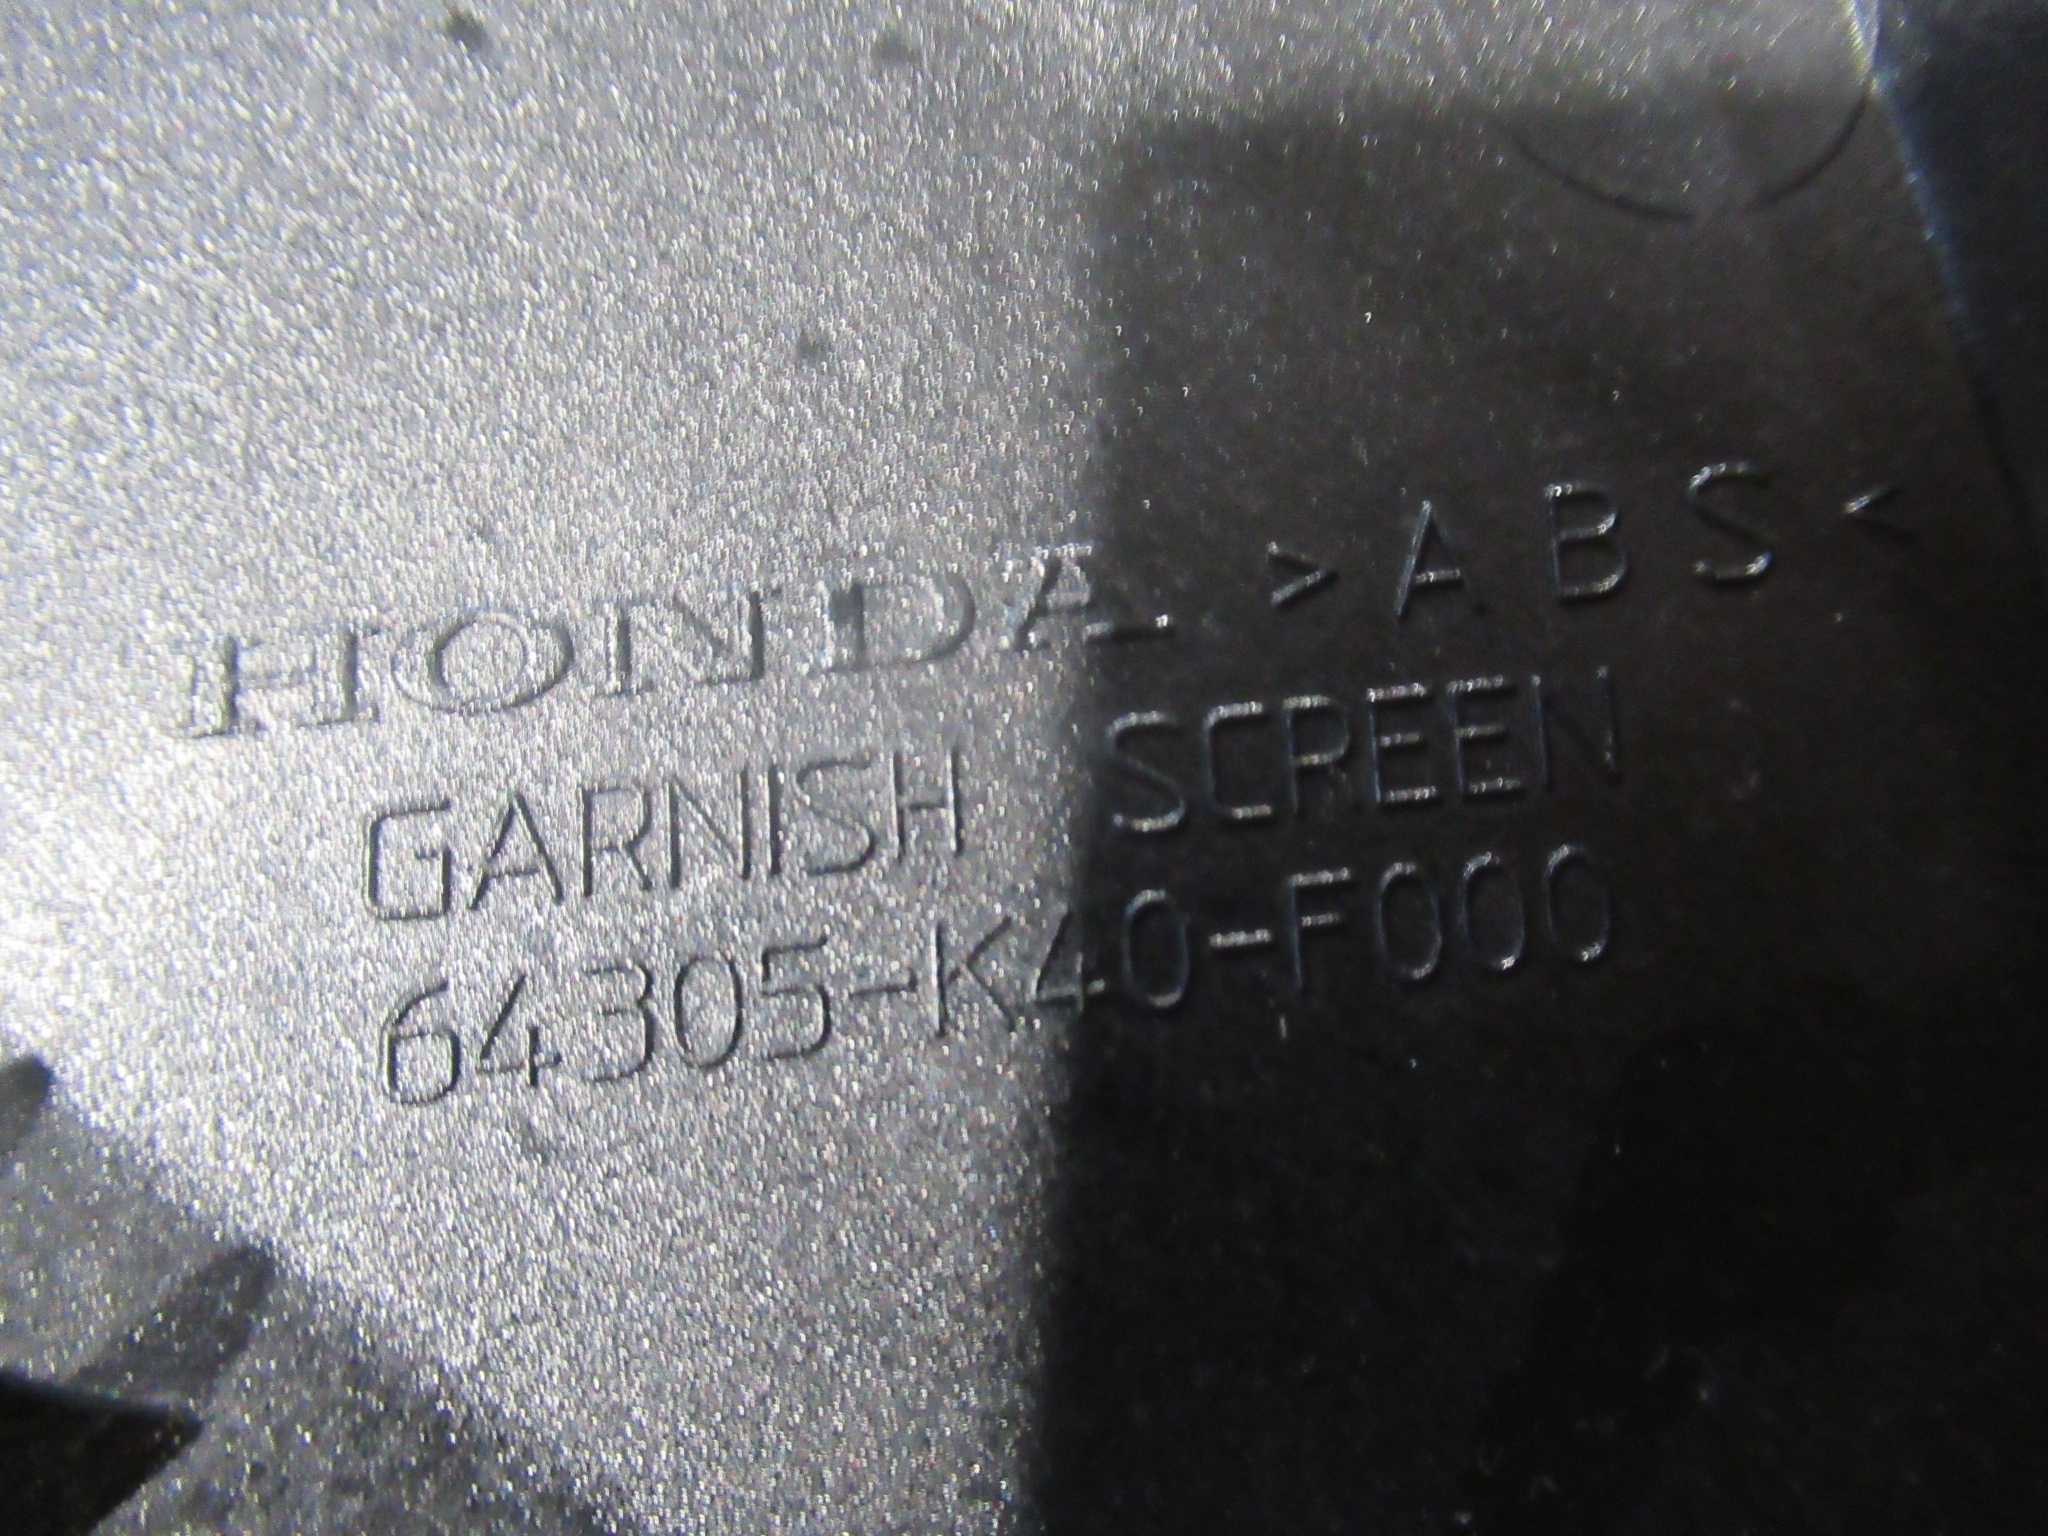 HONDA >ABS<
GARNISH SCREEN
64305-K40-F000